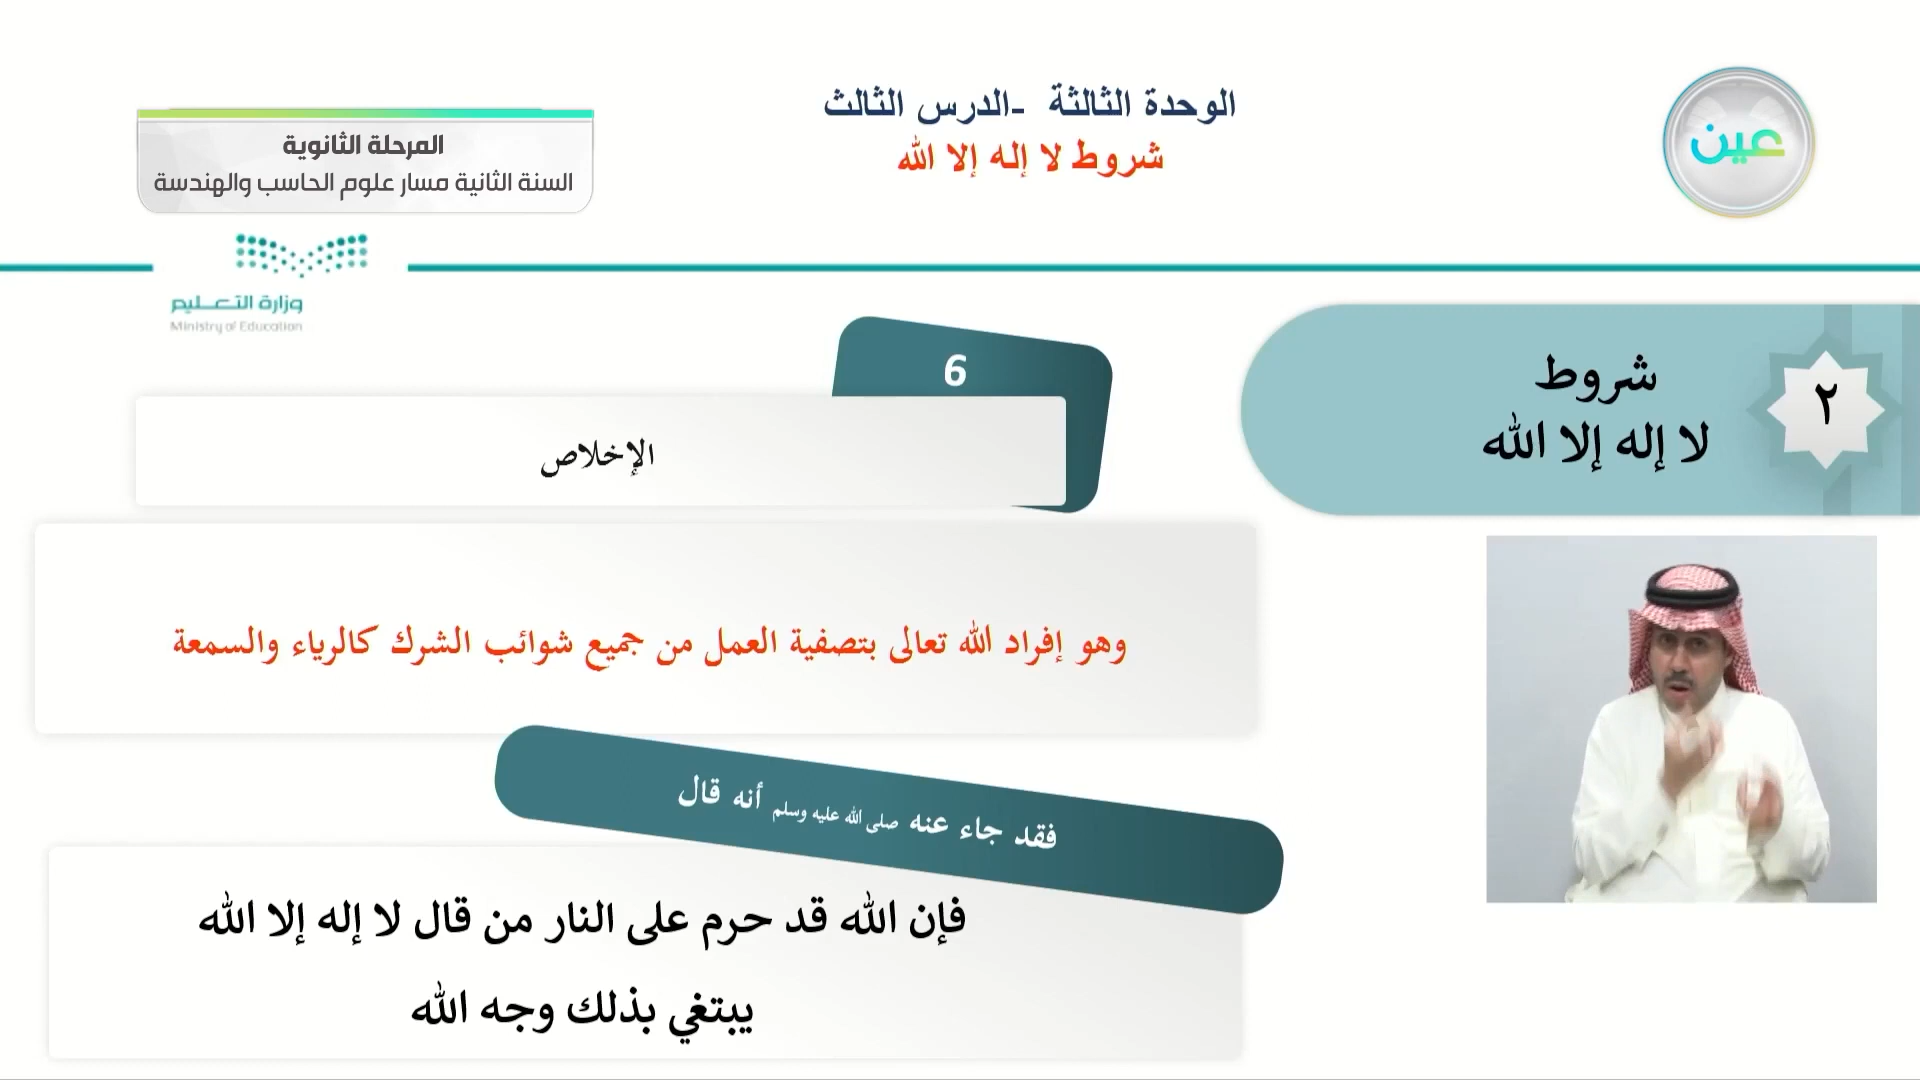 الوحدة الثالثة -الدرس الثالث
شروط لا إله إلا الله
عين
المرحلة الثانوية
السنة الثانية مسار علوم الحاسب والهندسة
وزارة التعـــليم
Ministry of Education
٢
شروط
لا إله إلا الله
6
الإخلاص
وهو إفراد الله تعالى بتصفية العمل من جميع شوائب الشرك كالرياء والسمعة
فقد جاء عنه صلى الله عليه وسلم أنه قال
فإن الله قد حرم على النار من قال لا إله إلا الله
يبتغي بذلك وجه الله